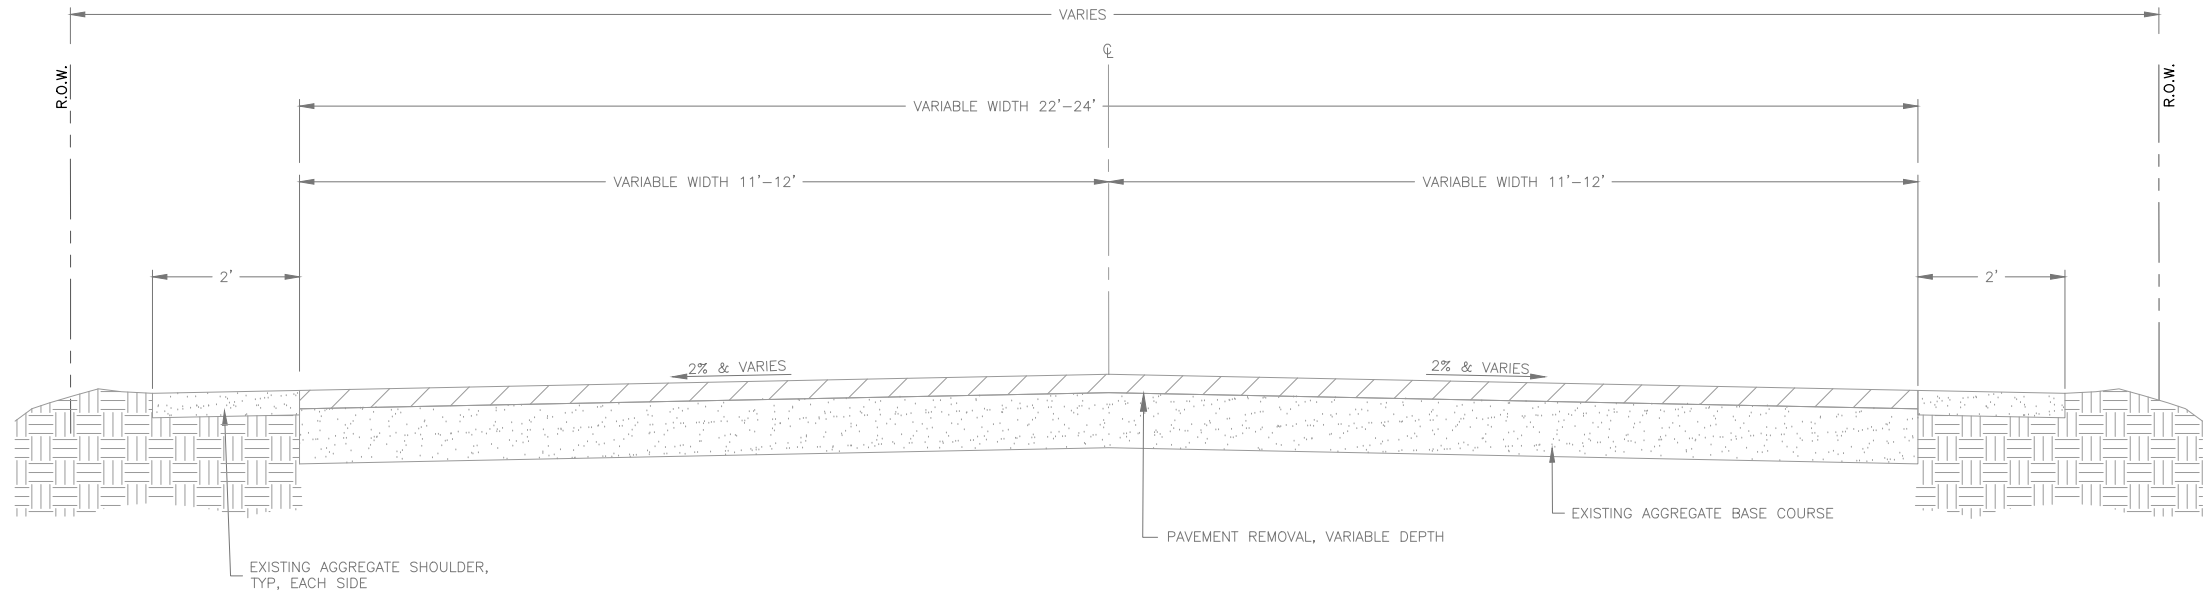 VARIES
℄
R.O.W.
R.O.W.
VARIABLE WIDTH 22'-24'
VARIABLE WIDTH 11'-12'
VARIABLE WIDTH 11'-12'
2'
2'
2% & VARIES
2% & VARIES
EXISTING AGGREGATE BASE COURSE
PAVEMENT REMOVAL, VARIABLE DEPTH
EXISTING AGGREGATE SHOULDER,
TYP, EACH SIDE